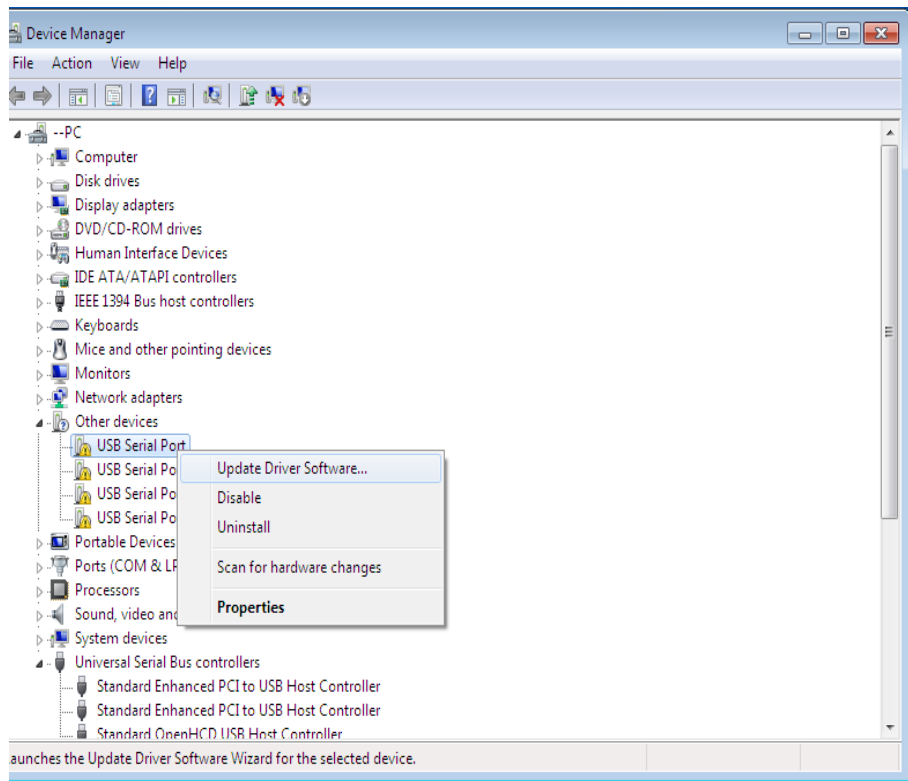 Device Manager
File Action View Help
--PC
Computer
Disk drives
Display adapters
DVD/CD-ROM drives
Human Interface Devices
IDE ATA/ATAPI controllers
IEEE 1394 Bus host controllers
Keyboards
Mice and other pointing devices
Monitors
Network adapters
Other devices
USB Serial Port
USB Serial Po
USB Serial Po
USB Serial Po
Update Driver Software...
Disable
Uninstall
Scan for hardware changes
Properties
Portable Devices
Ports (COM & LP
Processors
Sound, video and
System devices
Universal Serial Bus controllers
Standard Enhanced PCI to USB Host Controller
Standard Enhanced PCI to USB Host Controller
Standard OpenHCD USB Host Controller
aunches the Update Driver Software Wizard for the selected device.